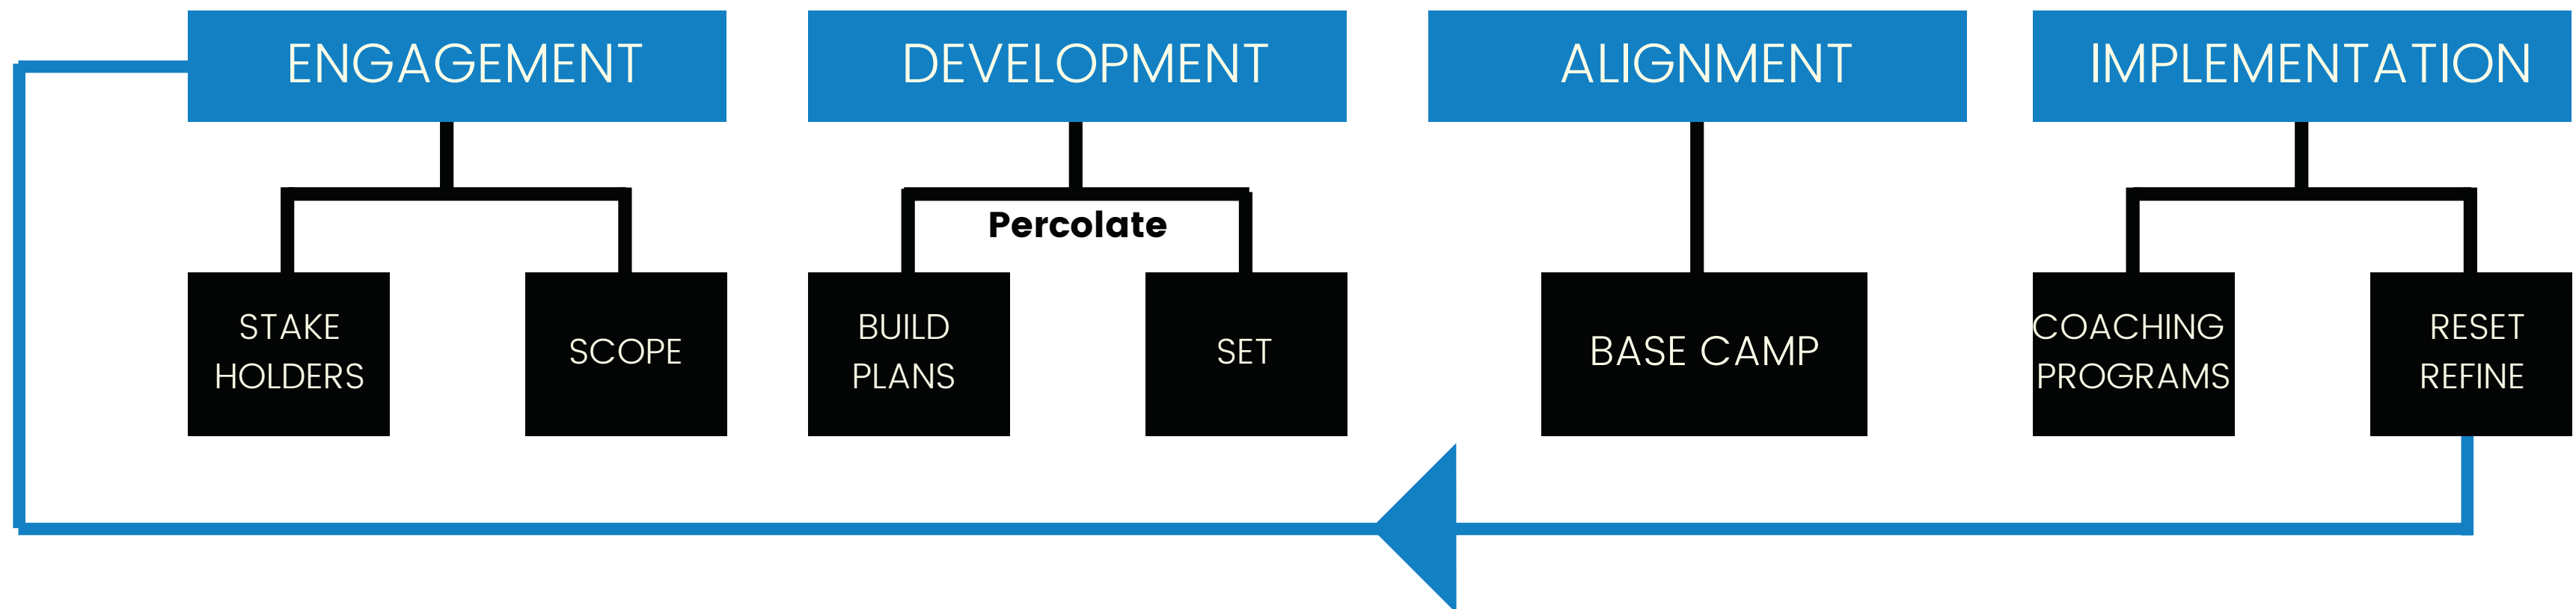 ENGAGEMENT
DEVELOPMENT
ALIGNMENT
IMPLEMENTATION
Percolate
STAKE
HOLDERS
SCOPE
BUILD
PLANS
SET
BASE CAMP
COACHING
PROGRAMS
RESET
REFINE